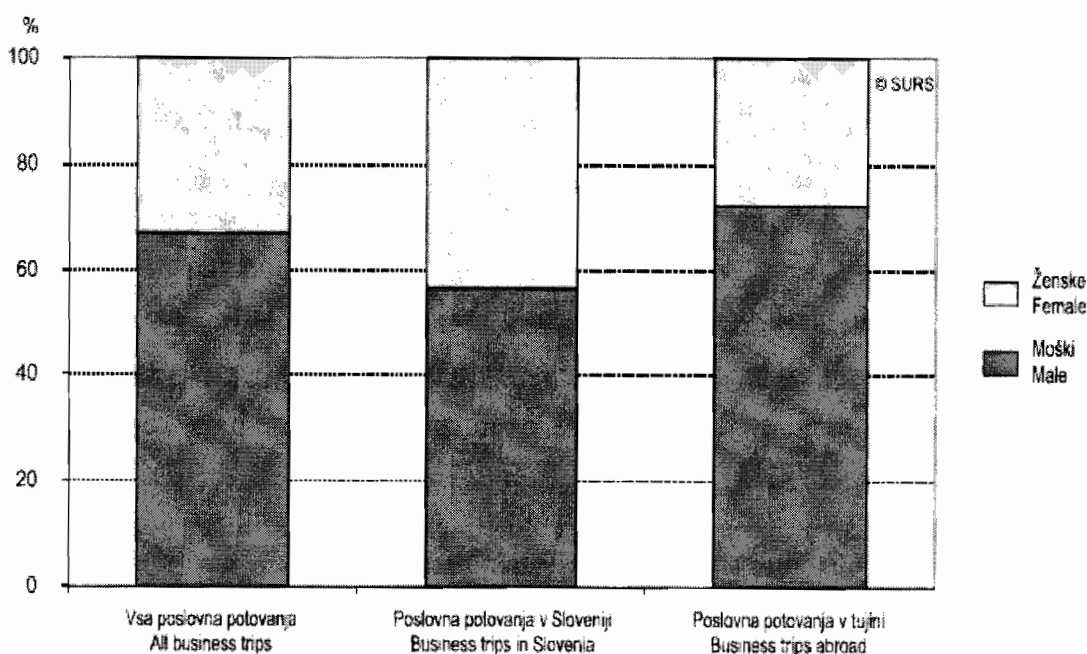 %
100
© SURS
80
60
Ženske
Female
Moški
Male
40
20
0
Vsa poslovna potovanja
All business trips
Poslovna potovanja v Sloveniji
Business trips in Slovenia
Poslovna potovanja v tujini
Business trips abroad